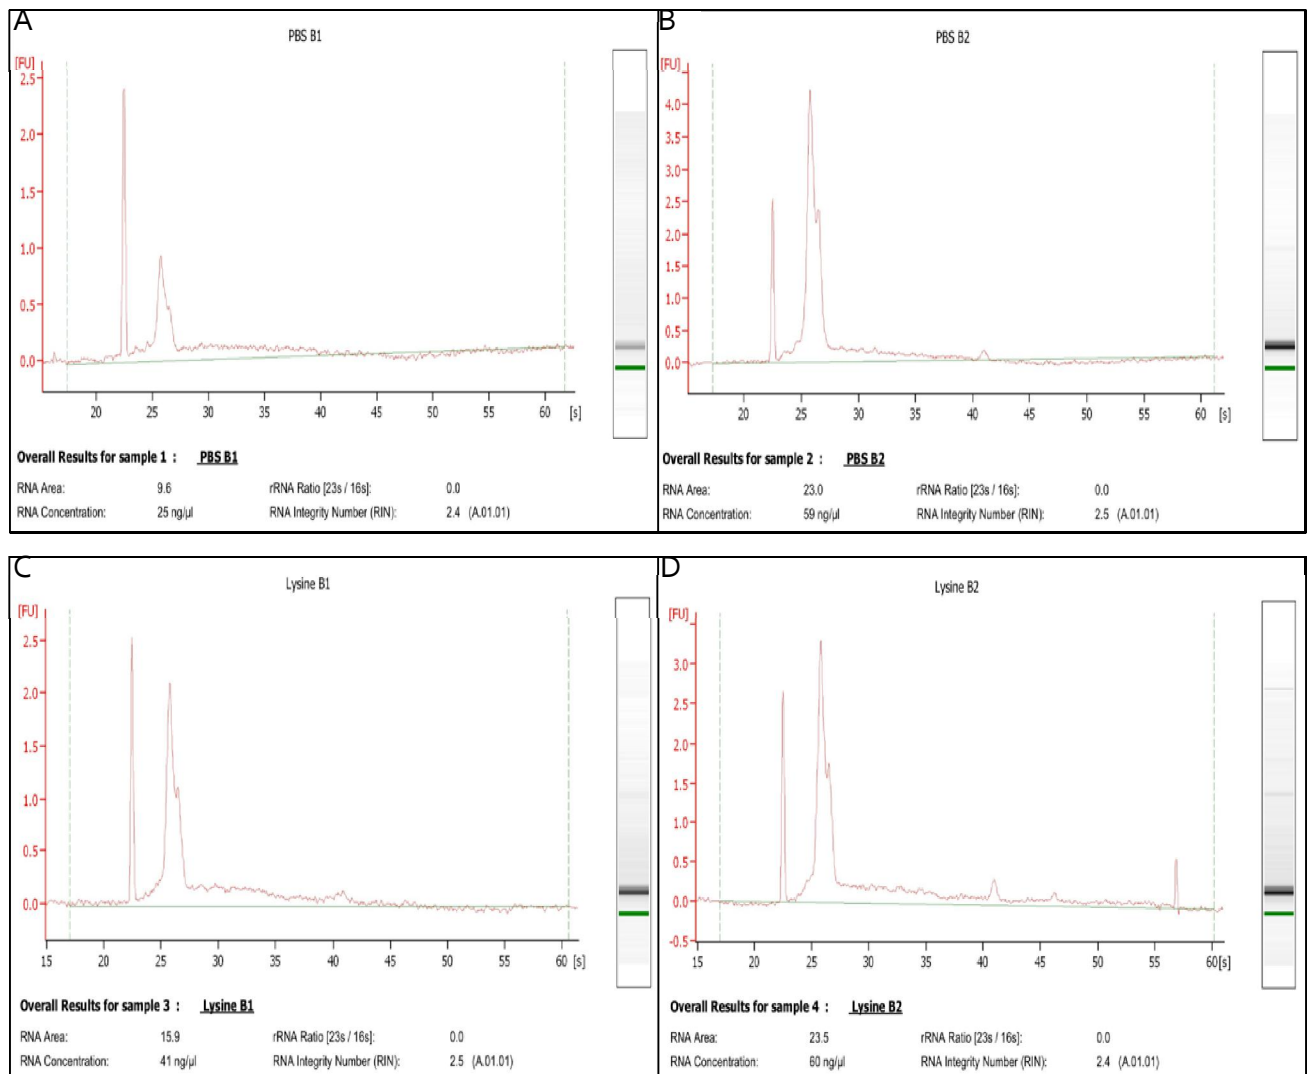 A
PBS B1
[FU]
2.5
2.0
1.5
1.0
0.5
0.0
20 25 30 35 40 45 50 55 60 [s]
Overall Results for sample 1 : PBS B1
RNA Area: 9.6 rRNA Ratio [23s / 16s]: 0.0
RNA Concentration: 25 ng/µl RNA Integrity Number (RIN): 2.4 (A.01.01)
B
PBS B2
[FU]
4.0
3.5
3.0
2.5
2.0
1.5
1.0
0.5
0.0
20 25 30 35 40 45 50 55 60 [s]
Overall Results for sample 2 : PBS B2
RNA Area: 23.0 rRNA Ratio [23s / 16s]: 0.0
RNA Concentration: 59 ng/µl RNA Integrity Number (RIN): 2.5 (A.01.01)
C
Lysine B1
[FU]
2.5
2.0
1.5
1.0
0.5
0.0
15 20 25 30 35 40 45 50 55 60 [s]
Overall Results for sample 3 : Lysine B1
RNA Area: 15.9 rRNA Ratio [23s / 16s]: 0.0
RNA Concentration: 41 ng/µl RNA Integrity Number (RIN): 2.5 (A.01.01)
D
Lysine B2
[FU]
3.0
2.5
2.0
1.5
1.0
0.5
0.0
-0.5
15 20 25 30 35 40 45 50 55 60 [s]
Overall Results for sample 4 : Lysine B2
RNA Area: 23.5 rRNA Ratio [23s / 16s]: 0.0
RNA Concentration: 60 ng/µl RNA Integrity Number (RIN): 2.4 (A.01.01)